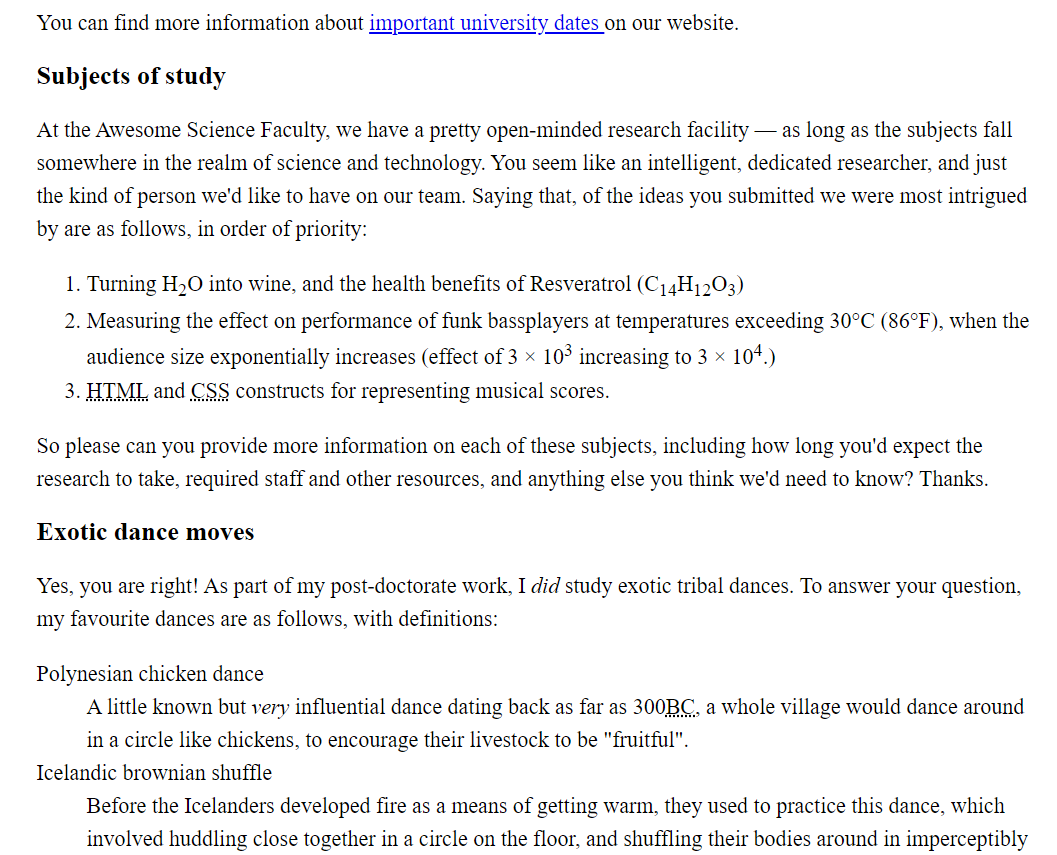 You can find more information about important university dates on our website.
Subjects of study
At the Awesome Science Faculty, we have a pretty open-minded research facility — as long as the subjects fall
somewhere in the realm of science and technology. You seem like an intelligent, dedicated researcher, and just
the kind of person we'd like to have on our team. Saying that, of the ideas you submitted we were most intrigued
by are as follows, in order of priority:
1. Turning H₂O into wine, and the health benefits of Resveratrol (C₁₄H₁₂O₃)
2. Measuring the effect on performance of funk bassplayers at temperatures exceeding 30°C (86°F), when the
audience size exponentially increases (effect of 3 × 10³ increasing to 3 × 10⁴.)
3. HTML and CSS constructs for representing musical scores.
So please can you provide more information on each of these subjects, including how long you'd expect the
research to take, required staff and other resources, and anything else you think we'd need to know? Thanks.
Exotic dance moves
Yes, you are right! As part of my post-doctorate work, I did study exotic tribal dances. To answer your question,
my favourite dances are as follows, with definitions:
Polynesian chicken dance
A little known but very influential dance dating back as far as 300BC, a whole village would dance around
in a circle like chickens, to encourage their livestock to be "fruitful".
Icelandic brownian shuffle
Before the Icelanders developed fire as a means of getting warm, they used to practice this dance, which
involved huddling close together in a circle on the floor, and shuffling their bodies around in imperceptibly